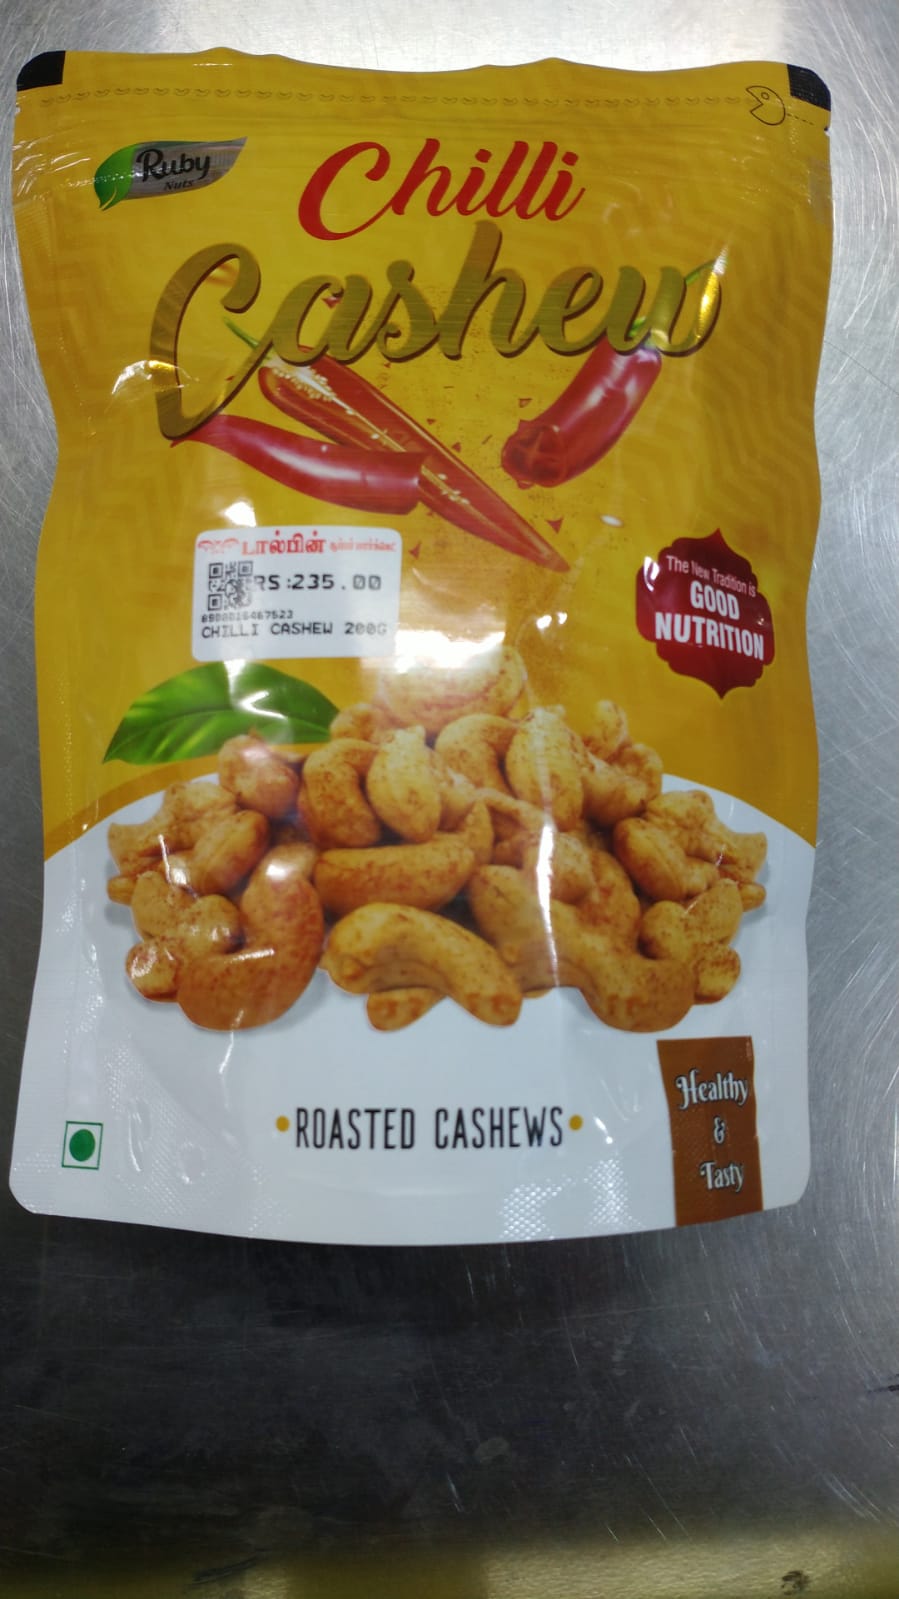 Ruby
Nuts
Chilli
Cashew
டால்பின் சூப்பர் மார்க்கெட்
RS:235.00
CHILLI CASHEW 200G
The New Tradition is
GOOD
NUTRITION
ROASTED CASHEWS
Healthy
&
Tasty